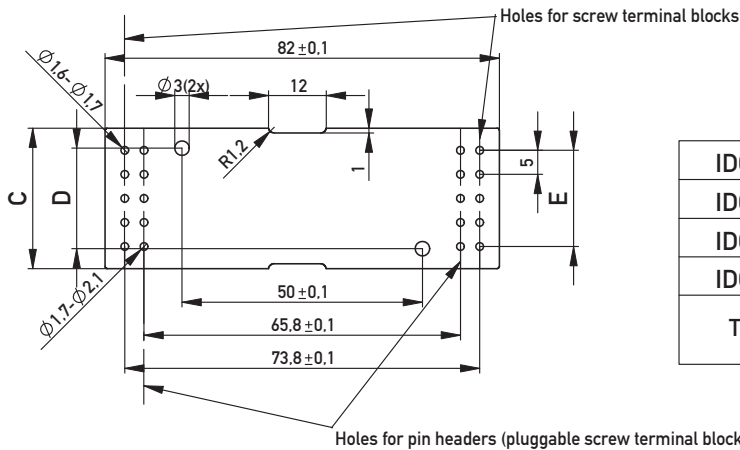 Holes for screw terminal blocks
82 ±0,1
Ø1,6- Ø1,7
Ø3(2x)
12
R1,2
1
5
C
D
E
Ø1,7- Ø2,1
50 ±0,1
65,8 ±0,1
73,8 ±0,1
Holes for pin headers (pluggable screw terminal block